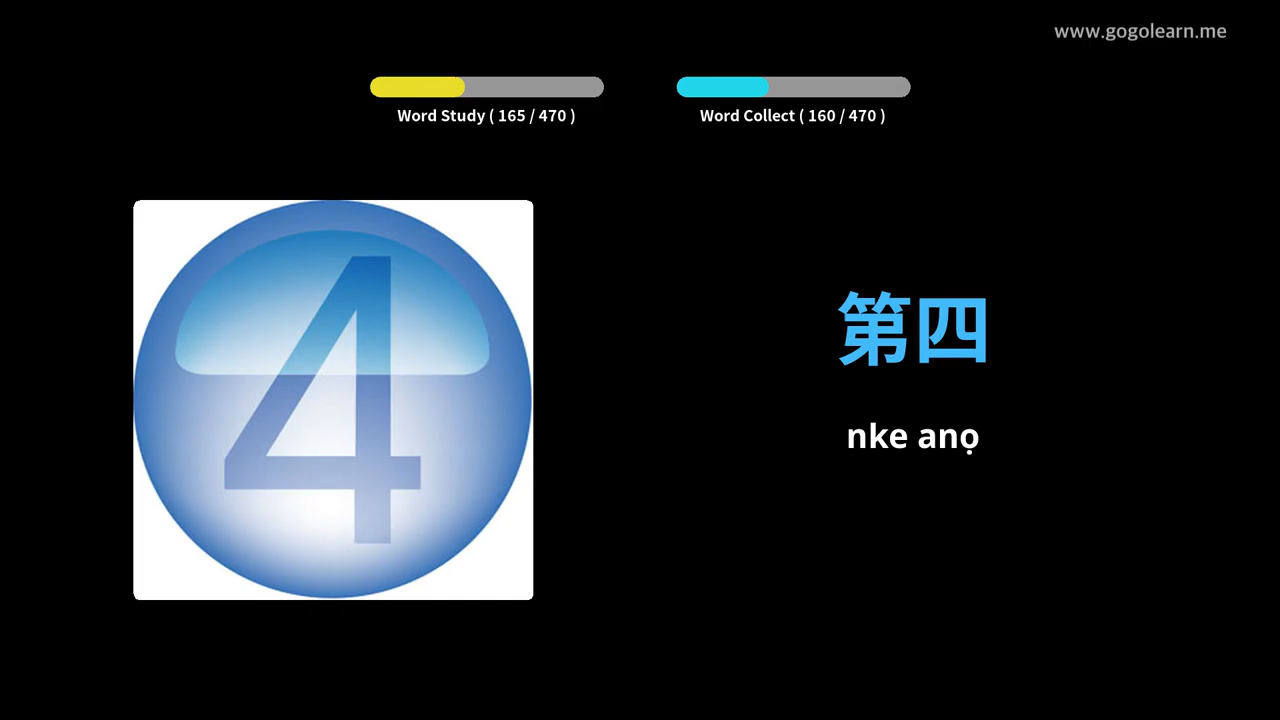 www.gogolearn.me
Word Study ( 165 / 470 )
Word Collect ( 160 / 470 )
4
第四
nke anọ